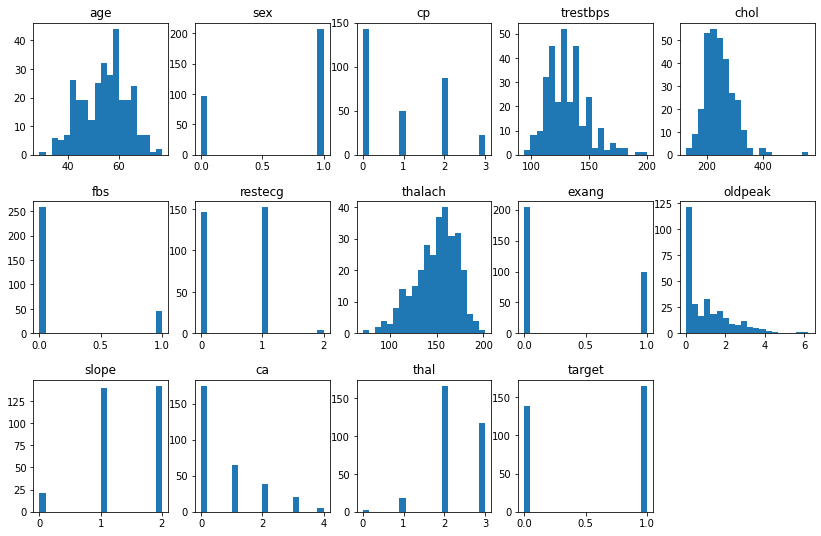 age sex cp trestbps chol
40 200 150 50 50
30 150 100 40 40
20 100 50 30 30
10 50 0 20 20
0 0 10 10
0 0
40 60 0.0 0.5 1.0 0 1 2 3 100 150 200 200 400
fbs restecg thalach exang oldpeak
250 150 40 200 125
200 100 30 150 100
150 50 20 100 75
100 0 10 50 50
50 0 0 25
0 0
0.0 0.5 1.0 0 1 2 100 150 200 0.0 0.5 1.0 0 2 4 6
slope ca thal target
125 150 150 150
100 100 100 100
75 50 50 50
50 0 0 0
25
0
0 1 2 0 2 4 0 1 2 3 0.0 0.5 1.0